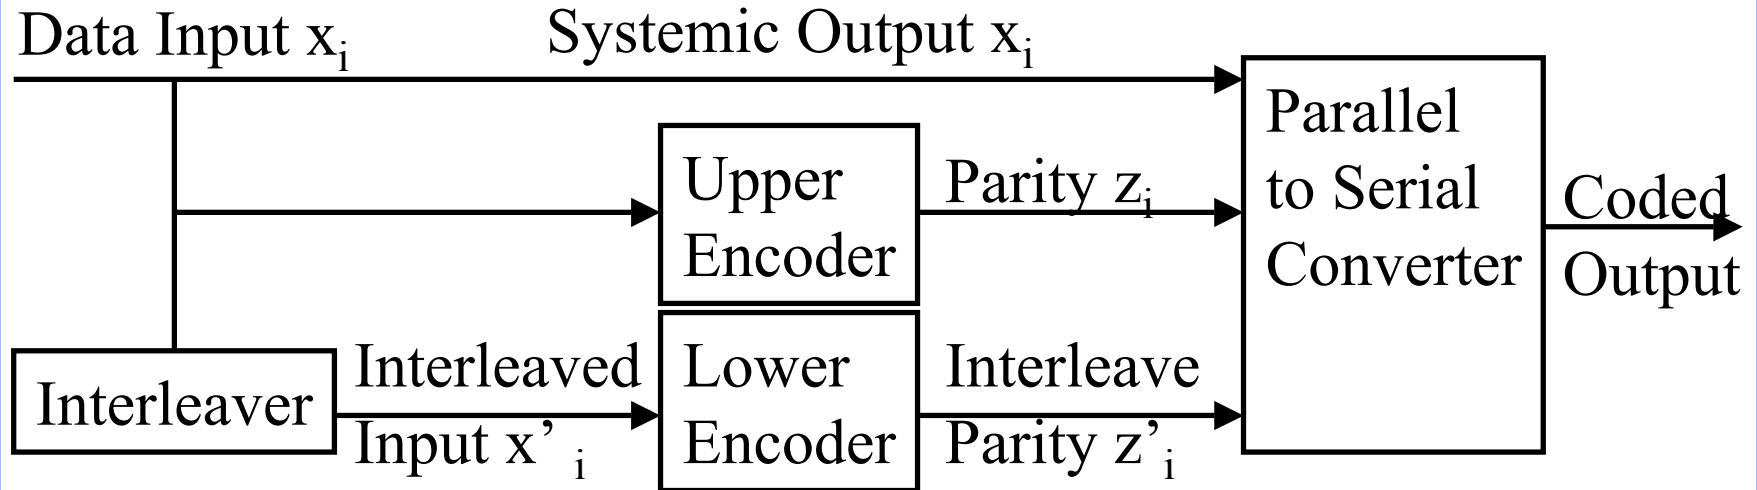 Data Input xi
Systemic Output xi
Upper
Encoder
Parity zi
Parallel
to Serial
Converter
Coded
Output
Interleaver
Interleaved
Input x’ i
Lower
Encoder
Interleave
Parity z’i